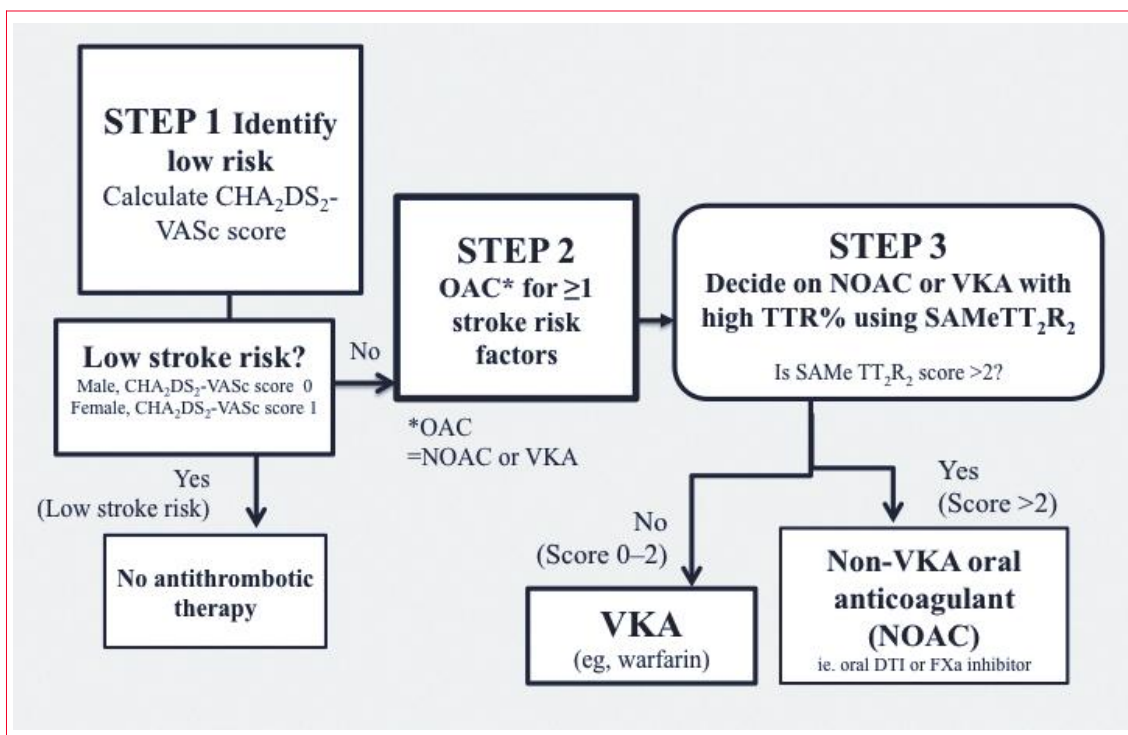 STEP 1 Identify
low risk
Calculate CHA₂DS₂-
VASc score
Low stroke risk?
Male, CHA₂DS₂-VASc score 0
Female, CHA₂DS₂-VASc score 1
No
Yes
(Low stroke risk)
No antithrombotic
therapy
STEP 2
OAC* for ≥1
stroke risk
factors
*OAC
=NOAC or VKA
STEP 3
Decide on NOAC or VKA with
high TTR% using SAMeTT₂R₂
Is SAMe TT₂R₂ score >2?
No
(Score 0–2)
Yes
(Score >2)
VKA
(eg, warfarin)
Non-VKA oral
anticoagulant
(NOAC)
ie. oral DTI or FXa inhibitor